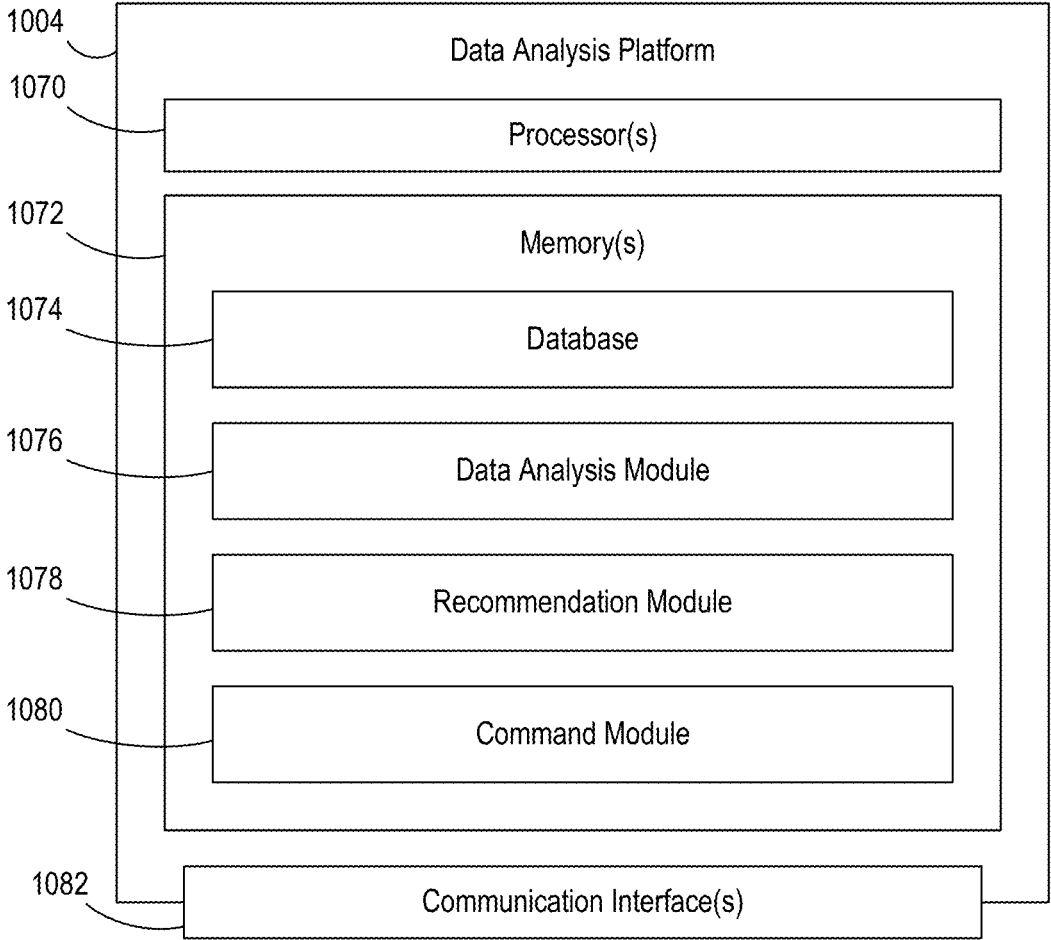 1004
Data Analysis Platform
1070
Processor(s)
1072
Memory(s)
1074
Database
1076
Data Analysis Module
1078
Recommendation Module
1080
Command Module
1082
Communication Interface(s)